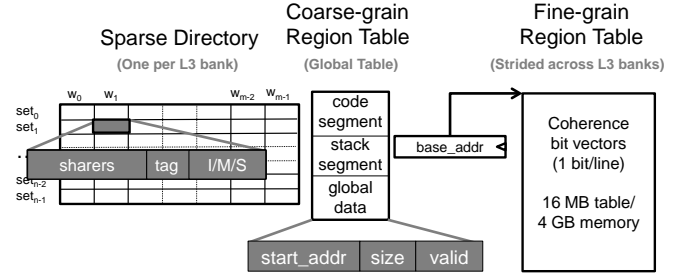 Sparse Directory
(One per L3 bank)
w0 w1 wm-2 wm-1
set0
set1
...
setn-2
setn-1
sharers tag I/M/S
Coarse-grain
Region Table
(Global Table)
code
segment
stack
segment
global
data
start_addr size valid
base_addr
Fine-grain
Region Table
(Strided across L3 banks)
Coherence
bit vectors
(1 bit/line)
16 MB table/
4 GB memory